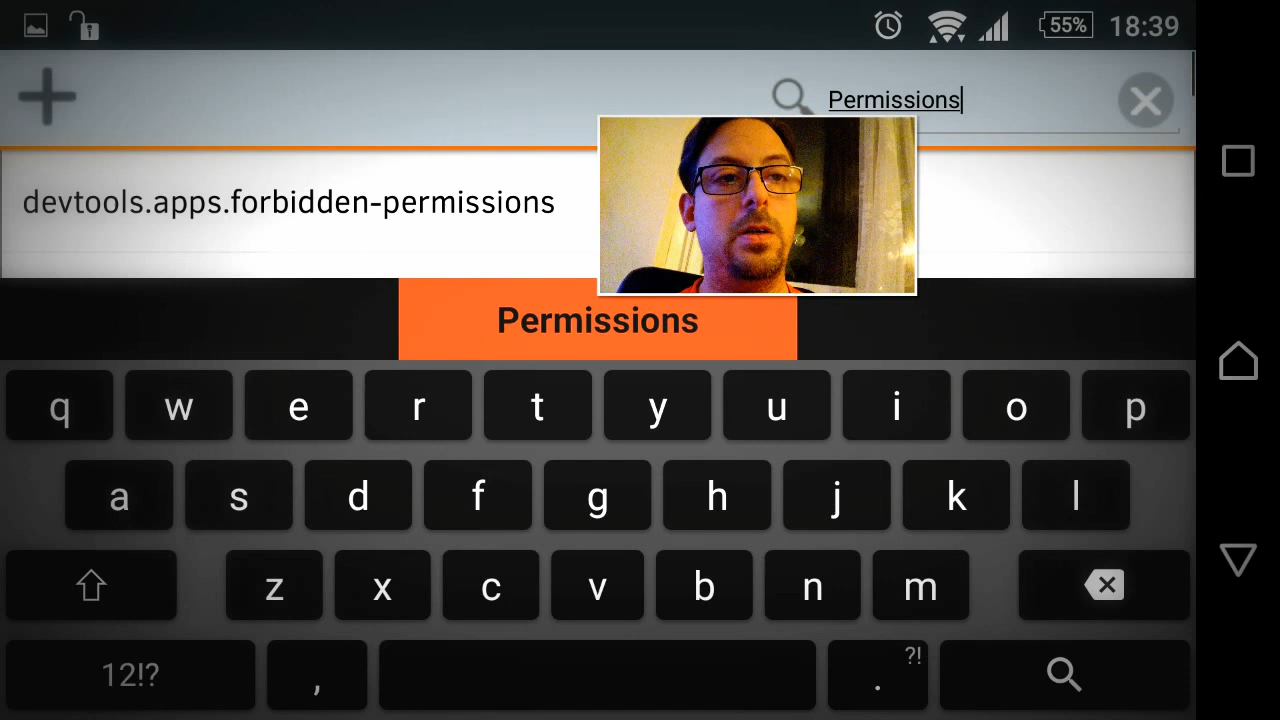 55% 18:39
Permissions
devtools.apps.forbidden-permissions
Permissions
q w e r t y u i o p
a s d f g h j k l
z x c v b n m
12!? , . ?!